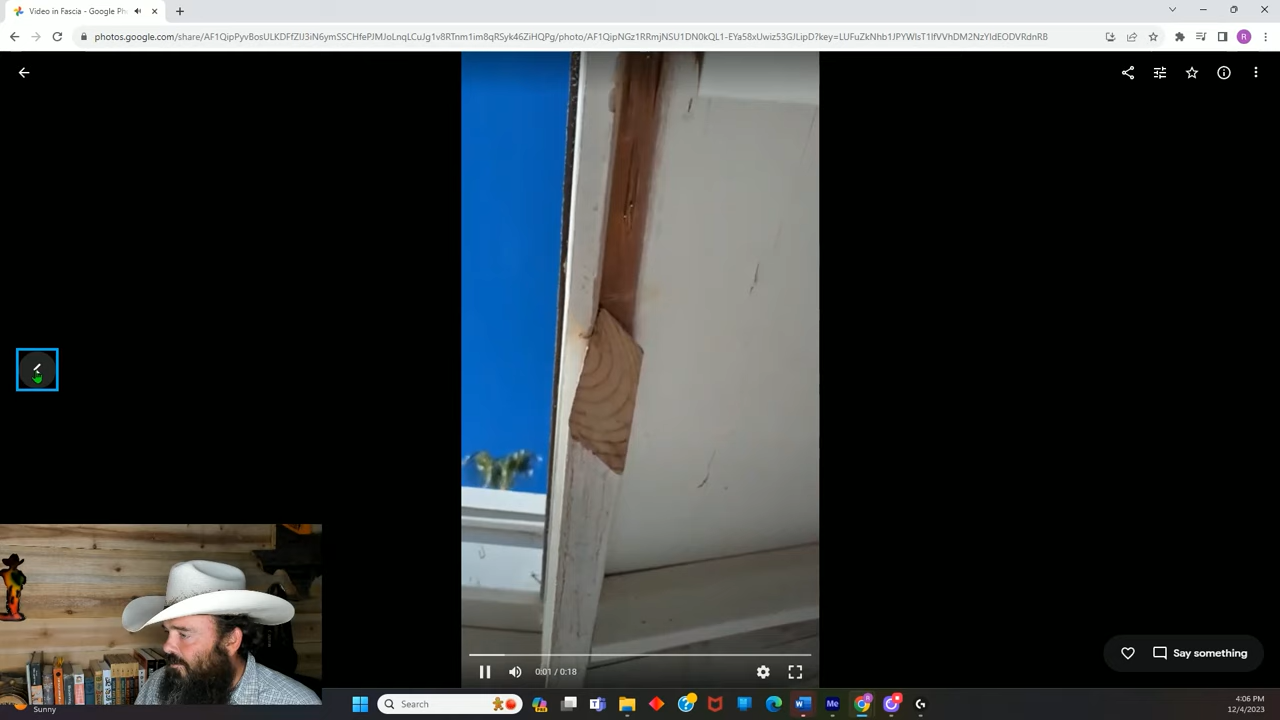 Video in Fascia - Google Ph
photos.google.com/share/AF1QipPyvBosULKDFfZIJ3iN6ymSSCHfePJMJoLnqLCuJg1v8RTnm1im8qRSyk46ZiHQPg/photo/AF1QipNGz1RRmjNSU1DN0kQL1-EYa58xUwiz53GJLipD?key=LUFuZkNhb1JPYWlsT1lfVVhDM2NzYldEODVRdnRB
0:01 / 0:18
Say something
Sunny
Search
4:06 PM
12/4/2023